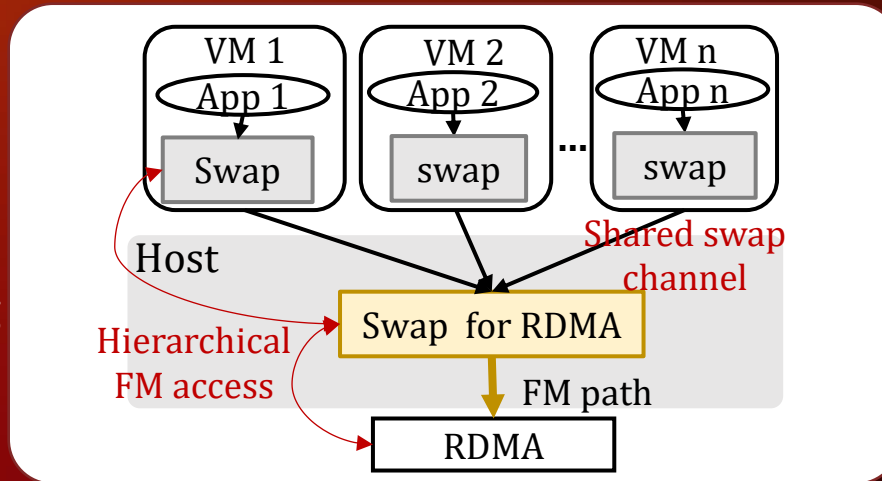 VM 1
App 1
Swap
VM 2
App 2
swap
...
VM n
App n
swap
Shared swap
channel
Host
Swap for RDMA
Hierarchical
FM access
FM path
RDMA